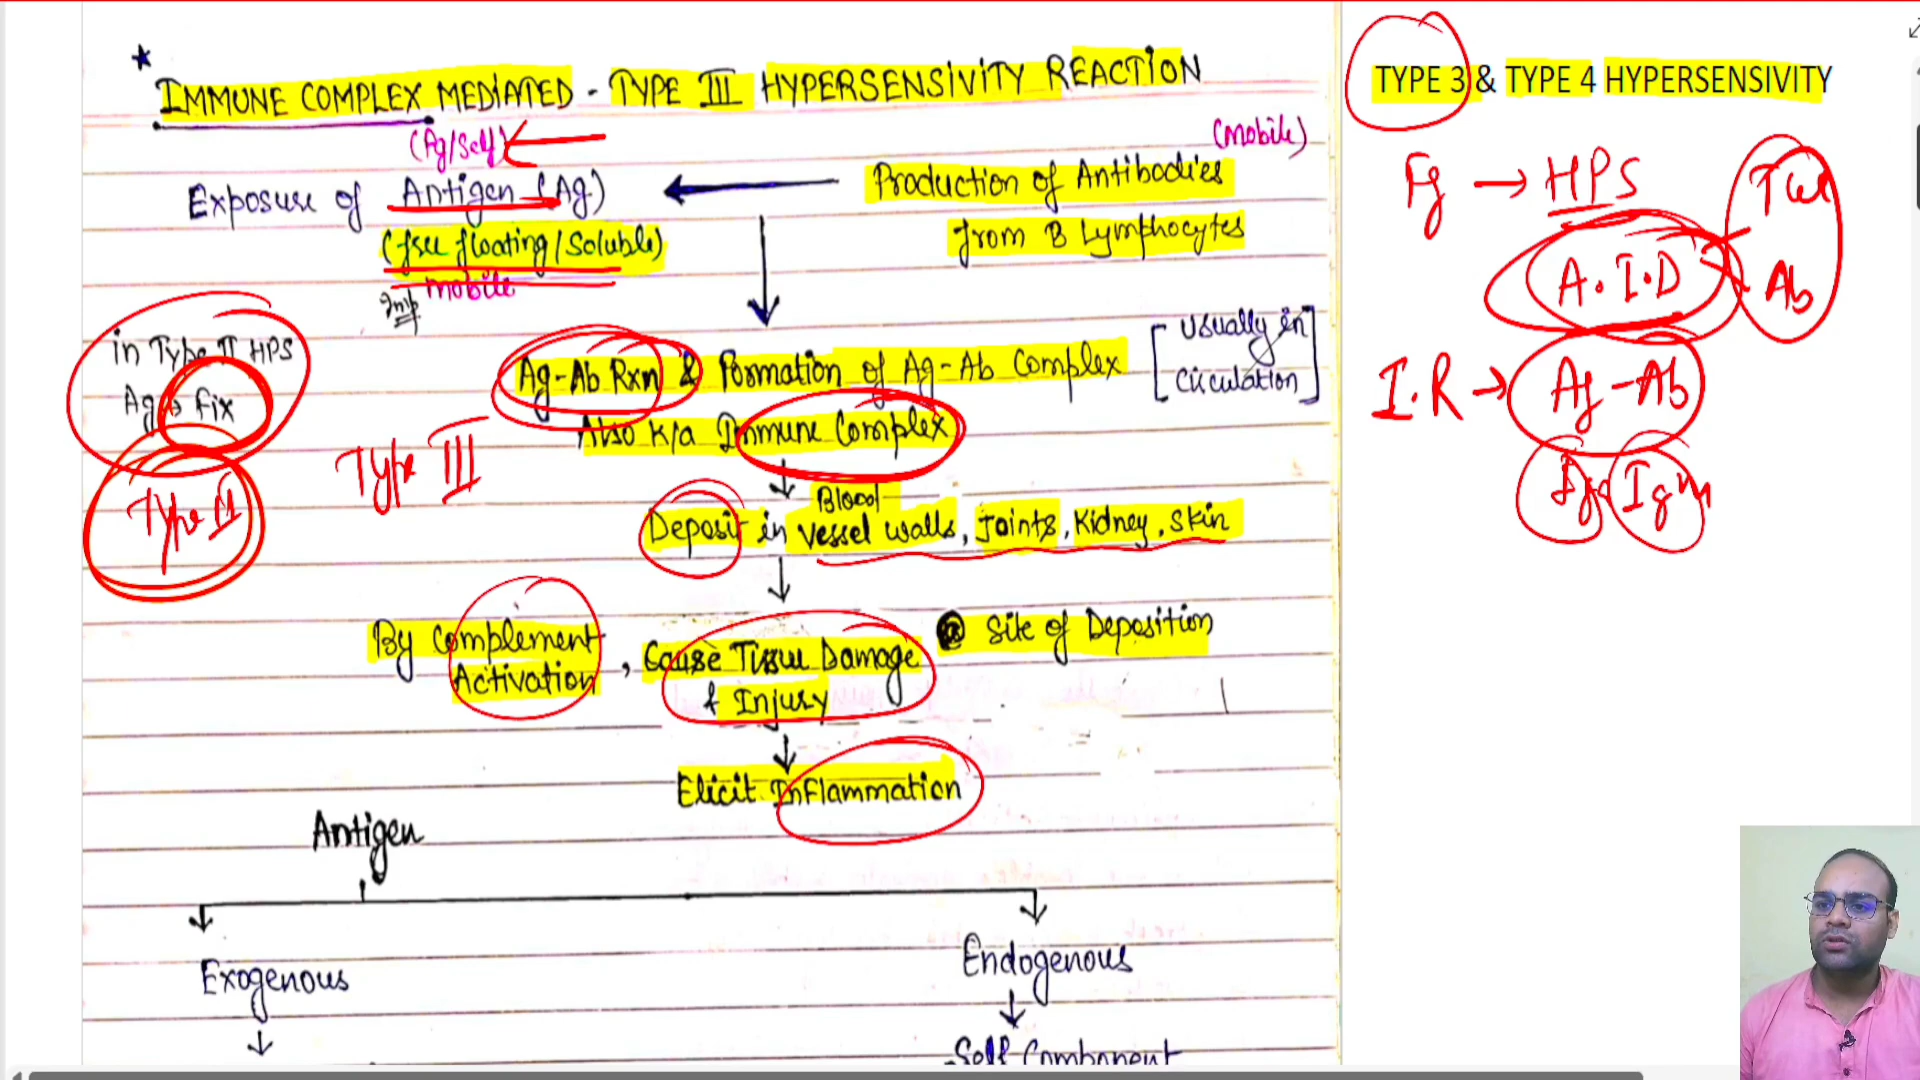 IMMUNE COMPLEX MEDIATED - TYPE III HYPERSENSIVITY REACTION
(Ag/Self)
(mobile)
Exposure of Antigen (Ag)
Production of Antibodies
from B Lymphocytes
(free floating/Soluble)
mobile
Imp
in Type II HPS
Ag → fix
Type II
Type III
Ag-Ab Rxn & Formation of Ag-Ab Complex
[Usually in
Circulation]
Also k/a Immune Complex
Deposit in Blood
Vessel walls, Joints, Kidney, Skin
By Complement
Activation, Cause Tissue Damage
& Injury
@ Site of Deposition
Elicit Inflammation
Antigen
Exogenous
Endogenous
Self Component
TYPE 3 & TYPE 4 HYPERSENSIVITY
→ HPS
A.I.D
Ab
I.R → Ag-Ab
IgM